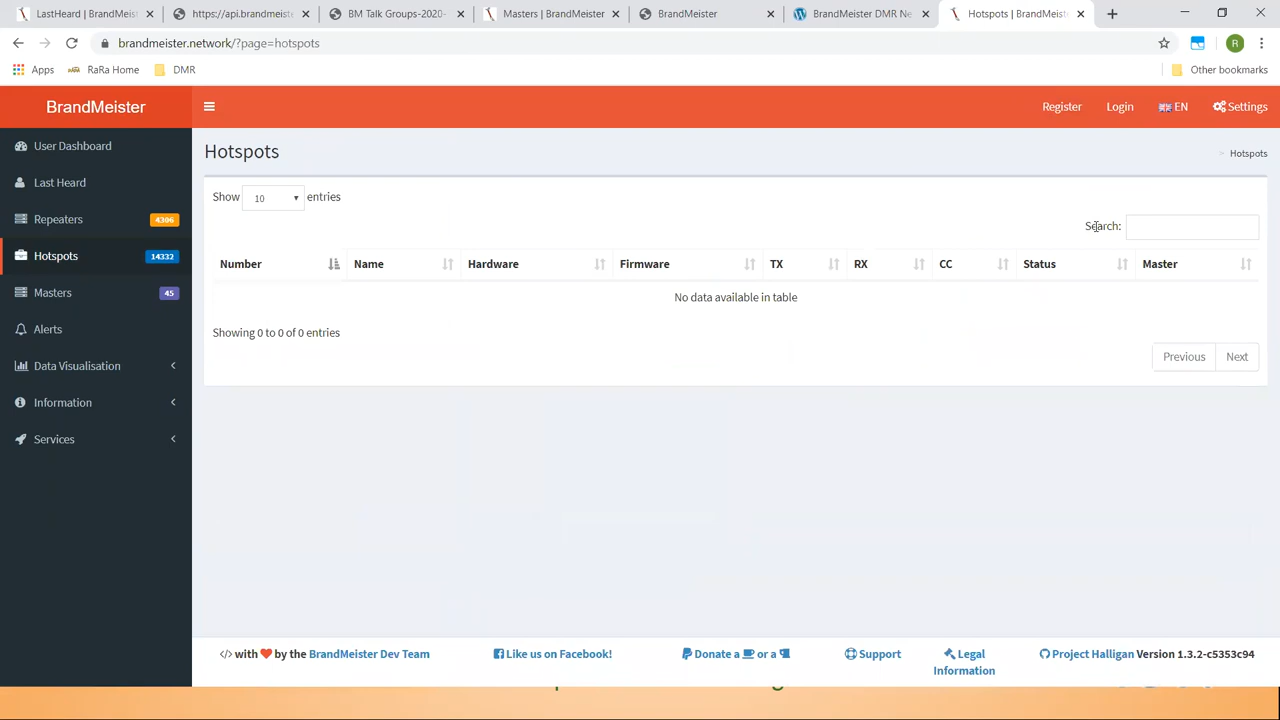 LastHeard | BrandMeist
https://api.brandmeiste
BM Talk Groups-2020-
Masters | BrandMeister
BrandMeister
BrandMeister DMR Ne
Hotspots | BrandMeiste
brandmeister.network/?page=hotspots
R
Apps
RaRa Home
DMR
Other bookmarks
BrandMeister
Register
Login
EN
Settings
User Dashboard
Last Heard
Repeaters 4306
Hotspots 14332
Masters 45
Alerts
Data Visualisation
Information
Services
Hotspots
> Hotspots
Show 10 entries
Search:
Number Name Hardware Firmware TX RX CC Status Master
No data available in table
Showing 0 to 0 of 0 entries
Previous Next
</> with ❤ by the BrandMeister Dev Team
Like us on Facebook!
Donate a or a
Support
Legal
Information
Project Halligan Version 1.3.2-c5353c94